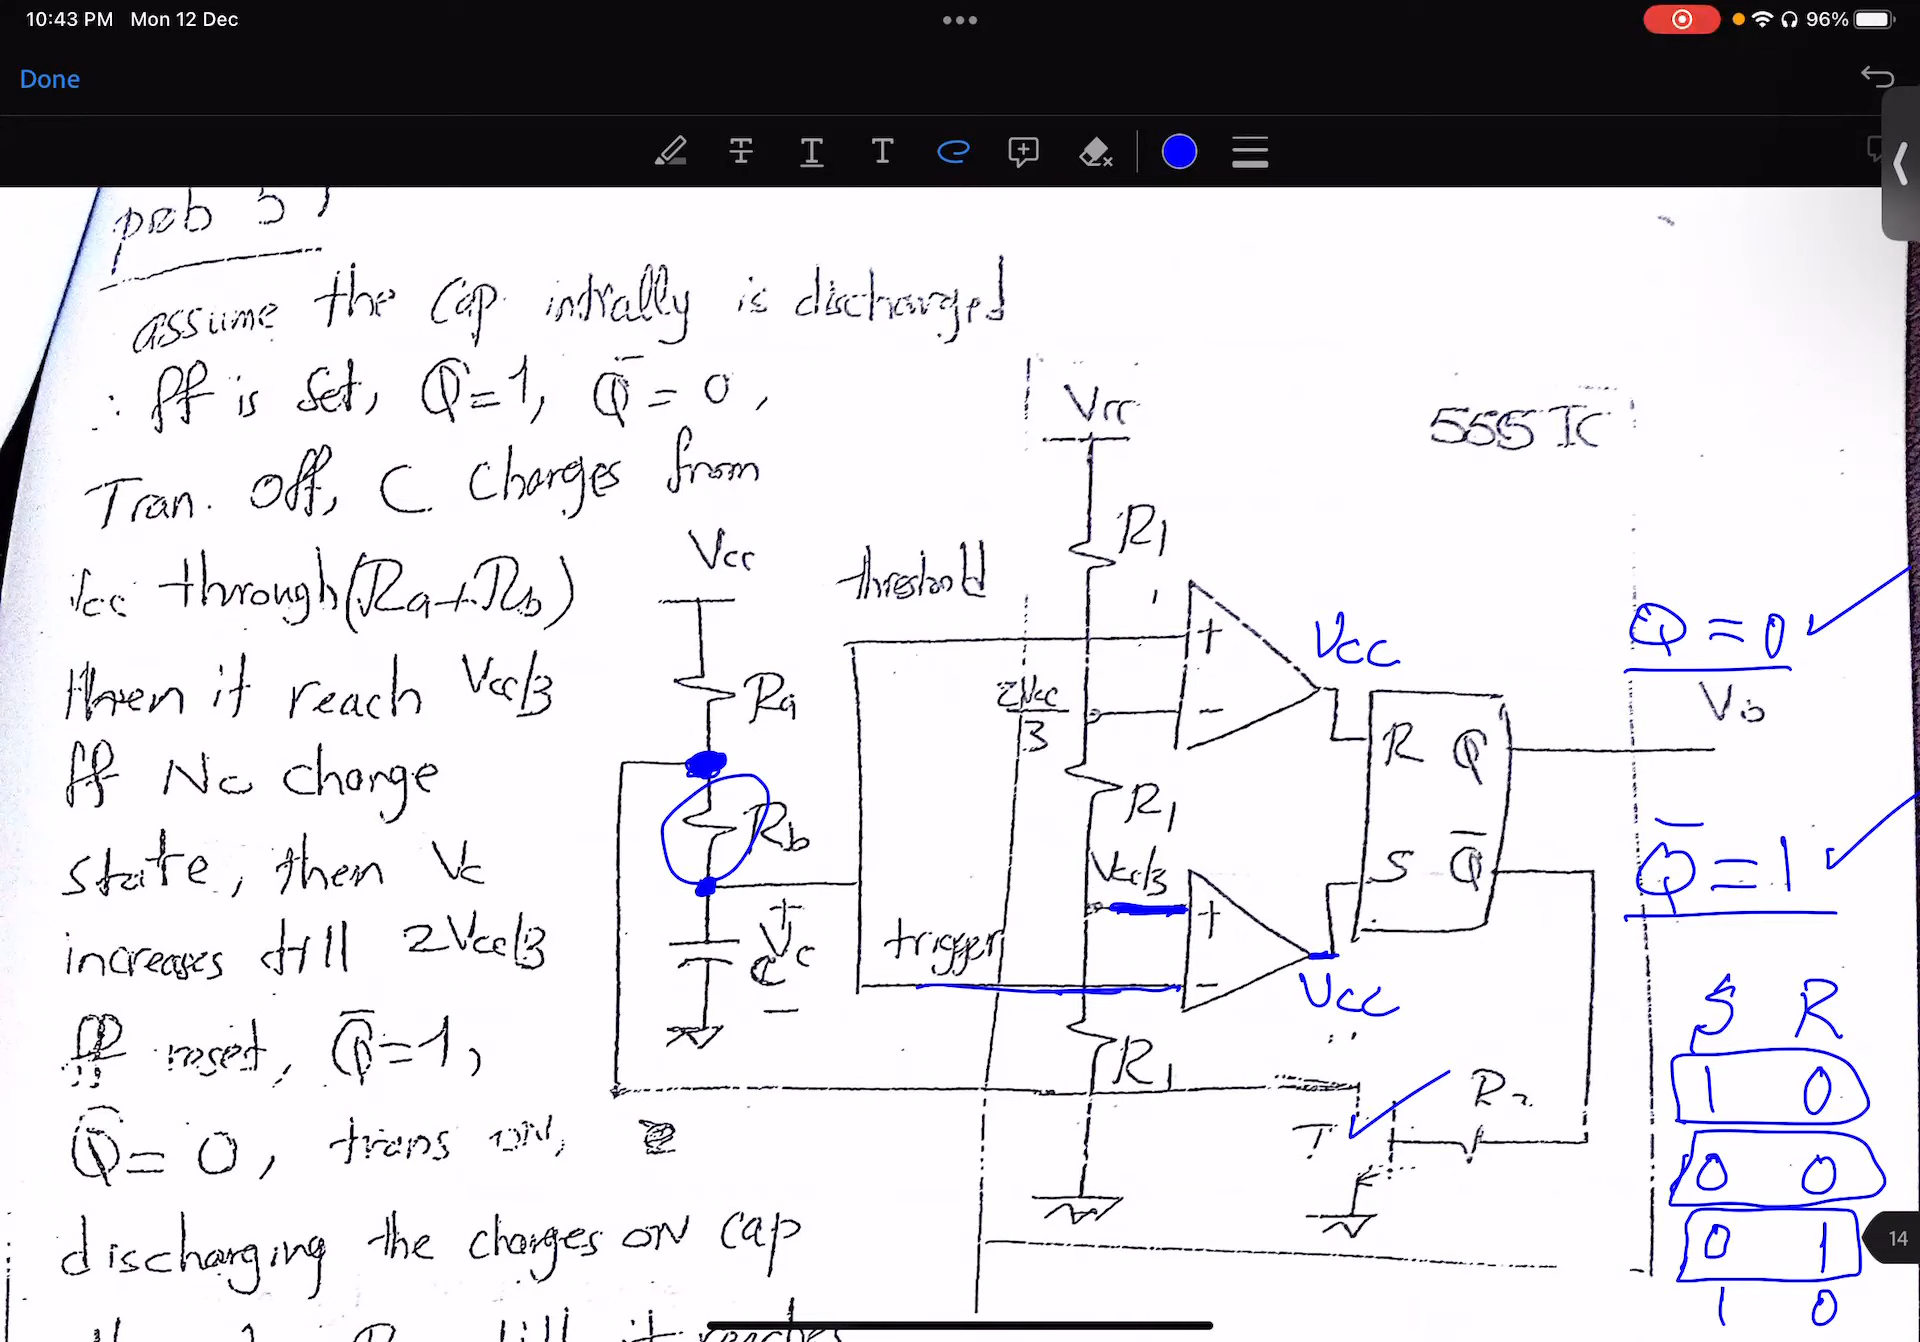 10:43 PM Mon 12 Dec
96%
Done
T T T
assume the Cap. intially is discharged
∴ ff is Set, Q=1, Q̄=0,
Tran. off, C charges from
Vcc through (Ra+Rb)
then it reach Vcc/3
ff No change
state, then Vc
increases till 2Vcc/3
ff reset, Q̄=1,
Q=0, trans ON,
discharging the charges on cap
Vcc
Ra
Rb
+
Vc
C
−
threshold
trigger
Vcc
R1
2Vcc/3
R1
Vcc/3
R1
555 IC
+
−
Vcc
+
−
Vcc
R Q
S Q̄
T
R2
Q = 0
Vo
Q̄ = 1
S R
1 0
0 0
0 1
1 0
14